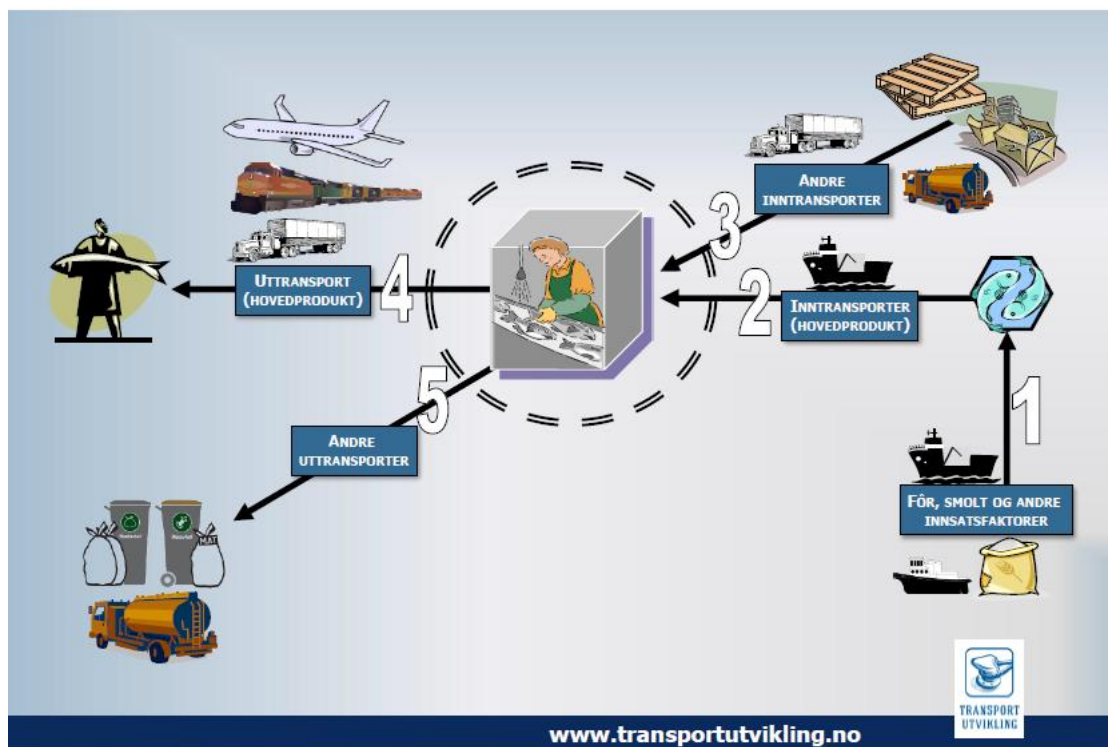 ANDRE
INNTRANSPORTER
3
UTTRANSPORT
(HOVEDPRODUKT)
4
2
INNTRANSPORTER
(HOVEDPRODUKT)
1
5
ANDRE
UTTRANSPORTER
FÔR, SMOLT OG ANDRE
INNSATSFAKTORER
MAT
TRANSPORT
UTVIKLING
www.transportutvikling.no